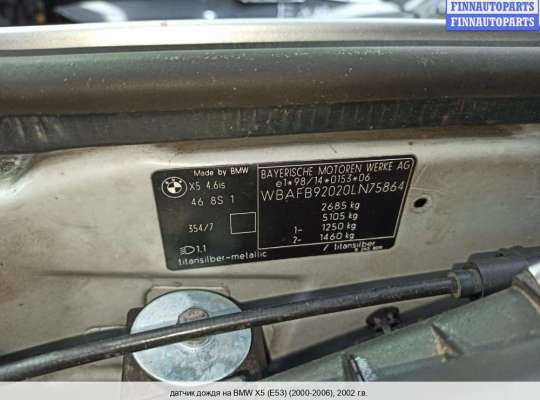 FINNAUTOPARTS
FINNAUTOPARTS
Made by BMW
X5 4.6is
46 8S 1
354/7
1.1
titansilber-metallic
BAYERISCHE MOTOREN WERKE AG
e1*98/14*0153*06
WBAFB92020LN75864
2685 kg
5105 kg
1- 1250 kg
2- 1460 kg
/ titansilber
датчик дождя на BMW X5 (E53) (2000-2006), 2002 г.в.